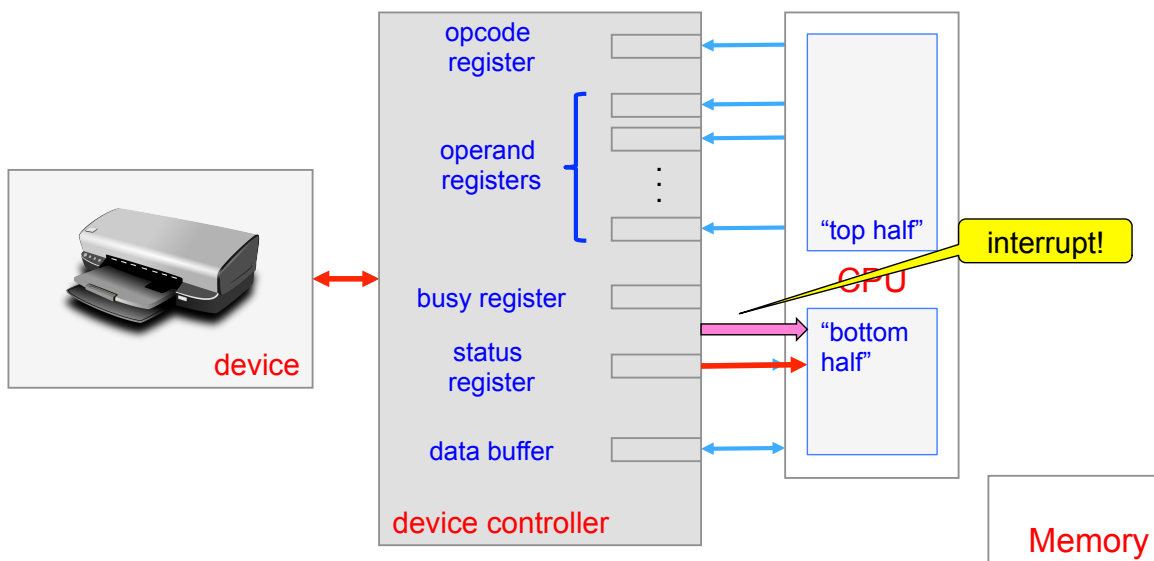 opcode
register
operand
registers
.
.
.
“top half”
interrupt!
CPU
busy register
“bottom
half”
status
register
device
data buffer
device controller
Memory